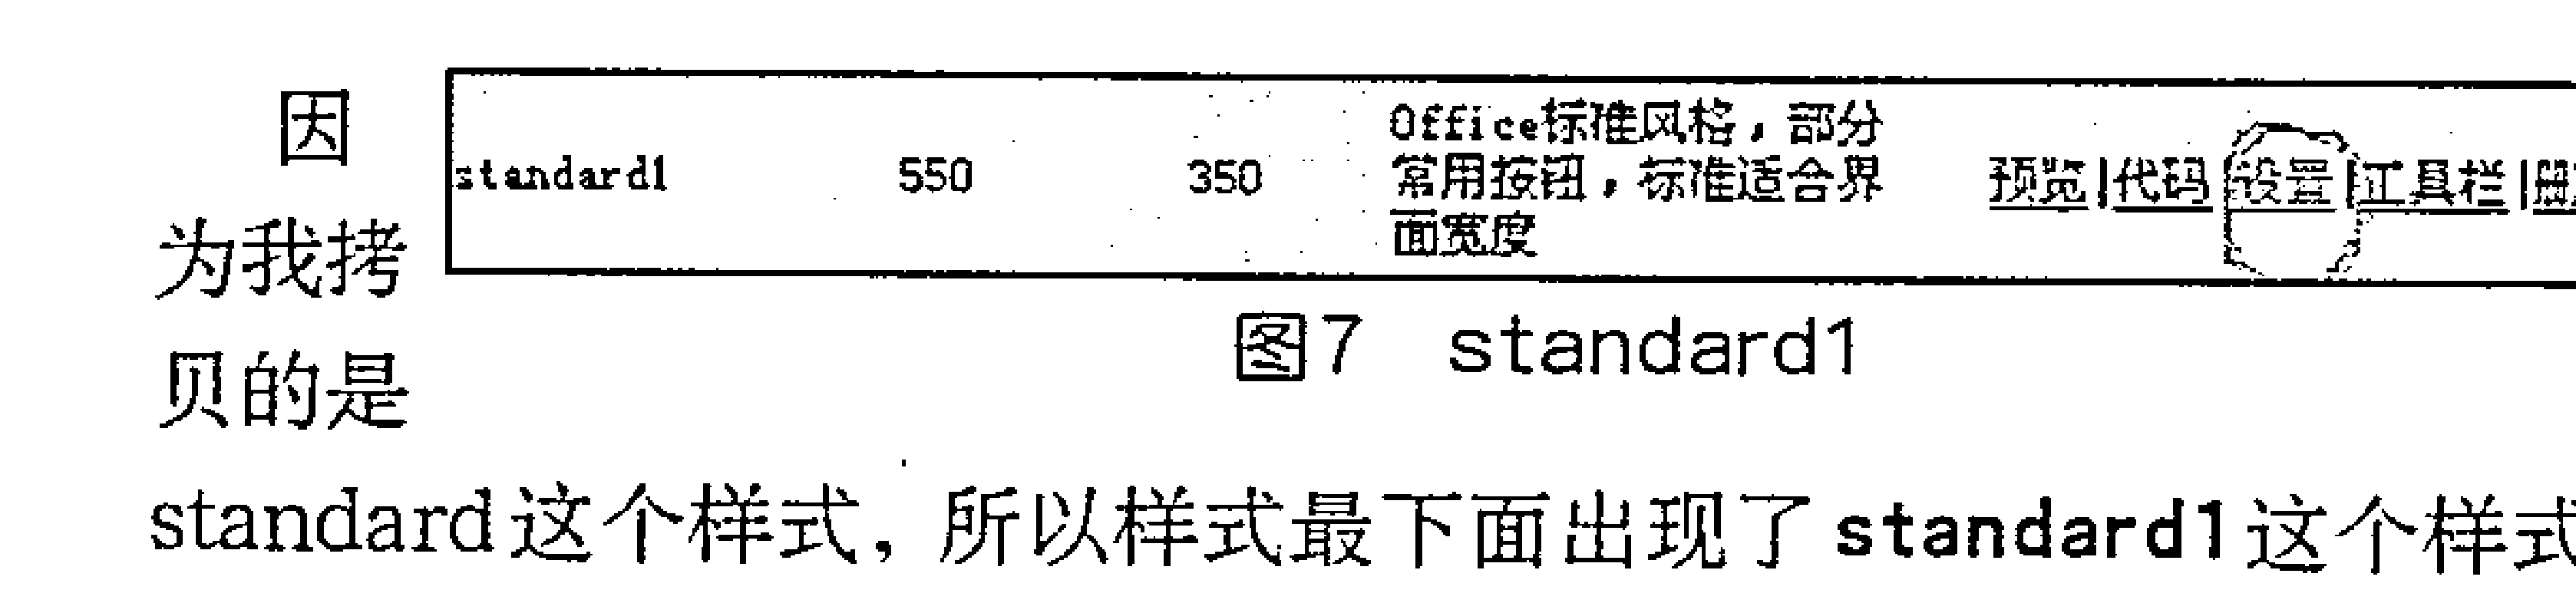 因
为我拷
贝的是
standard这个样式，所以样式最下面出现了standard1这个样式
Office标准风格，部分
standard1 550 350 常用按钮，标准适合界 预览|代码|设置|工具栏|
面宽度
图7 standard1